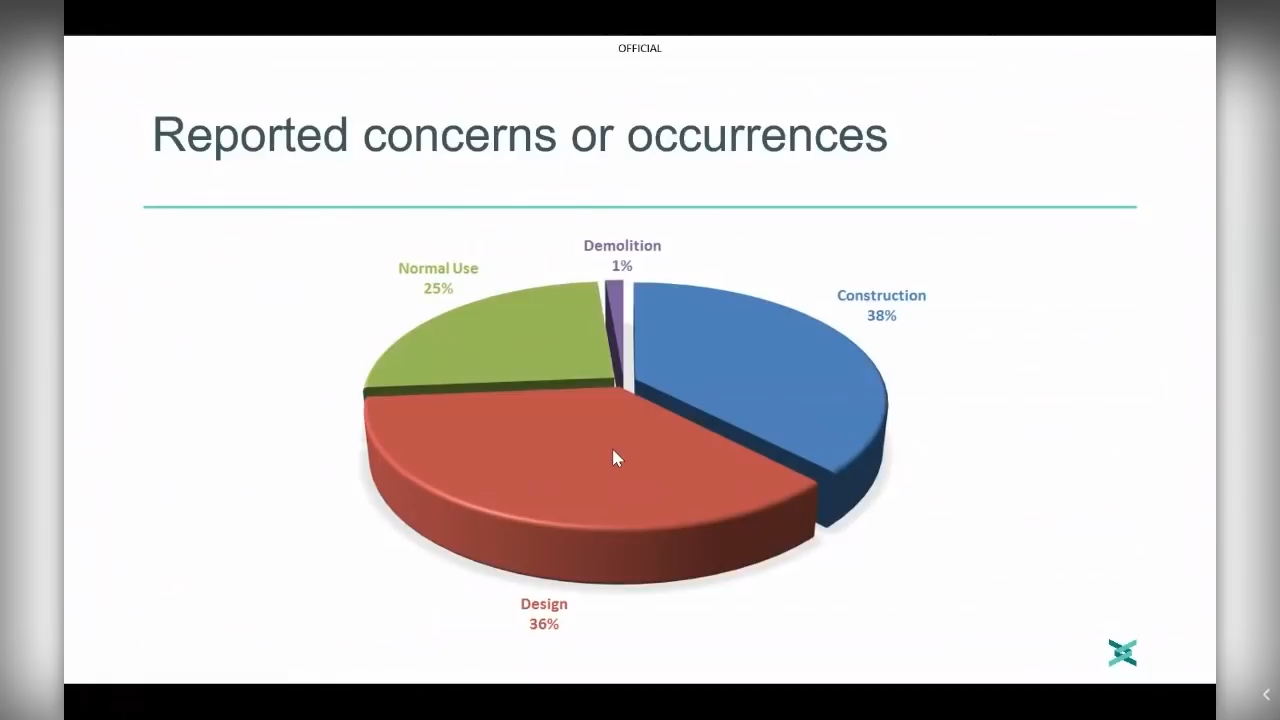 OFFICIAL
Reported concerns or occurrences
Demolition
1%
Normal Use
25%
Construction
38%
Design
36%